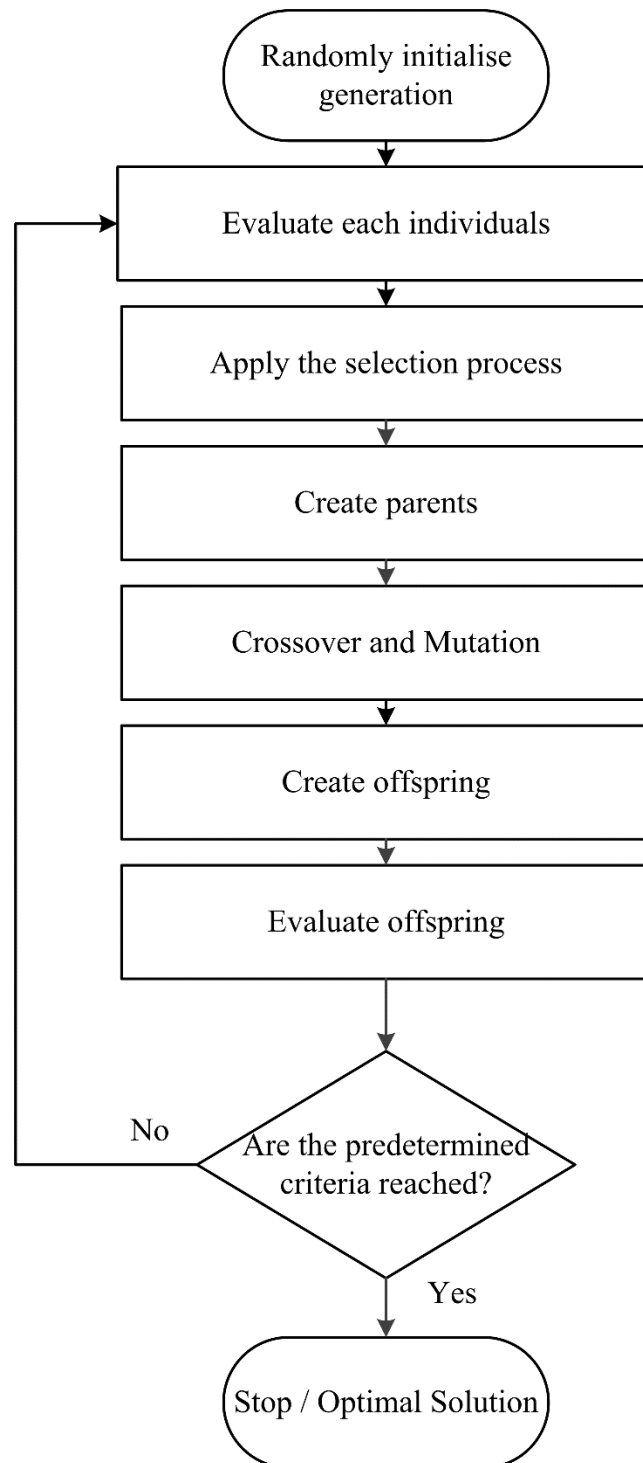 Randomly initialise
generation
Evaluate each individuals
Apply the selection process
Create parents
Crossover and Mutation
Create offspring
Evaluate offspring
No
Are the predetermined
criteria reached?
Yes
Stop / Optimal Solution